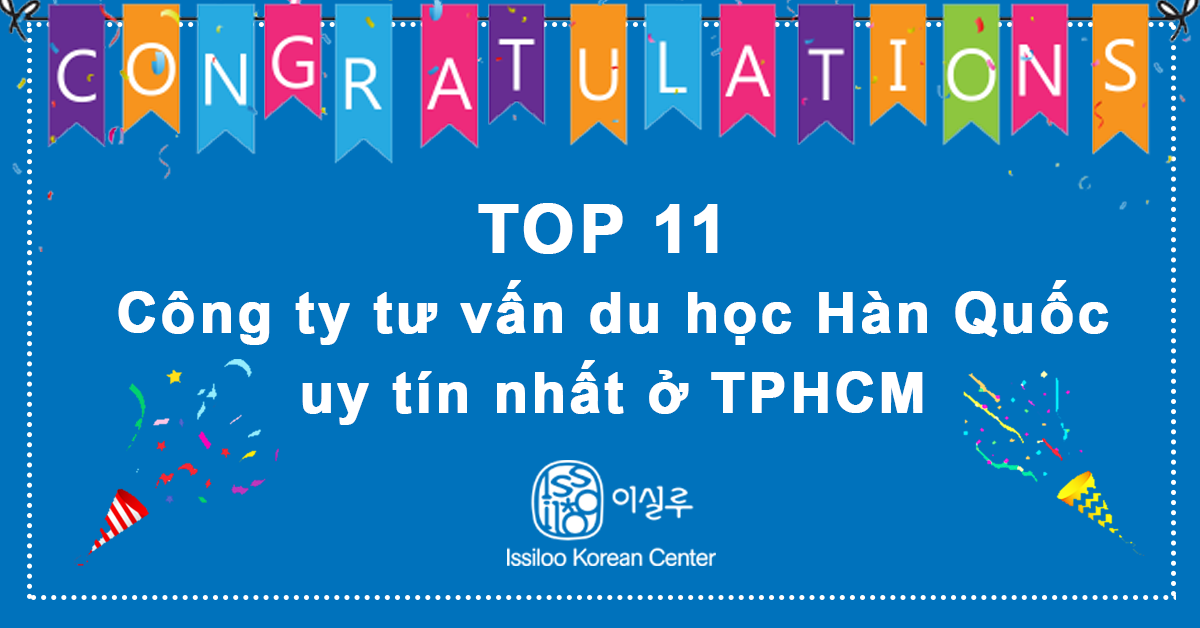 CONGRATULATIONS
TOP 11
Công ty tư vấn du học Hàn Quốc
uy tín nhất ở TPHCM
ISSILOO 이실루
Issiloo Korean Center